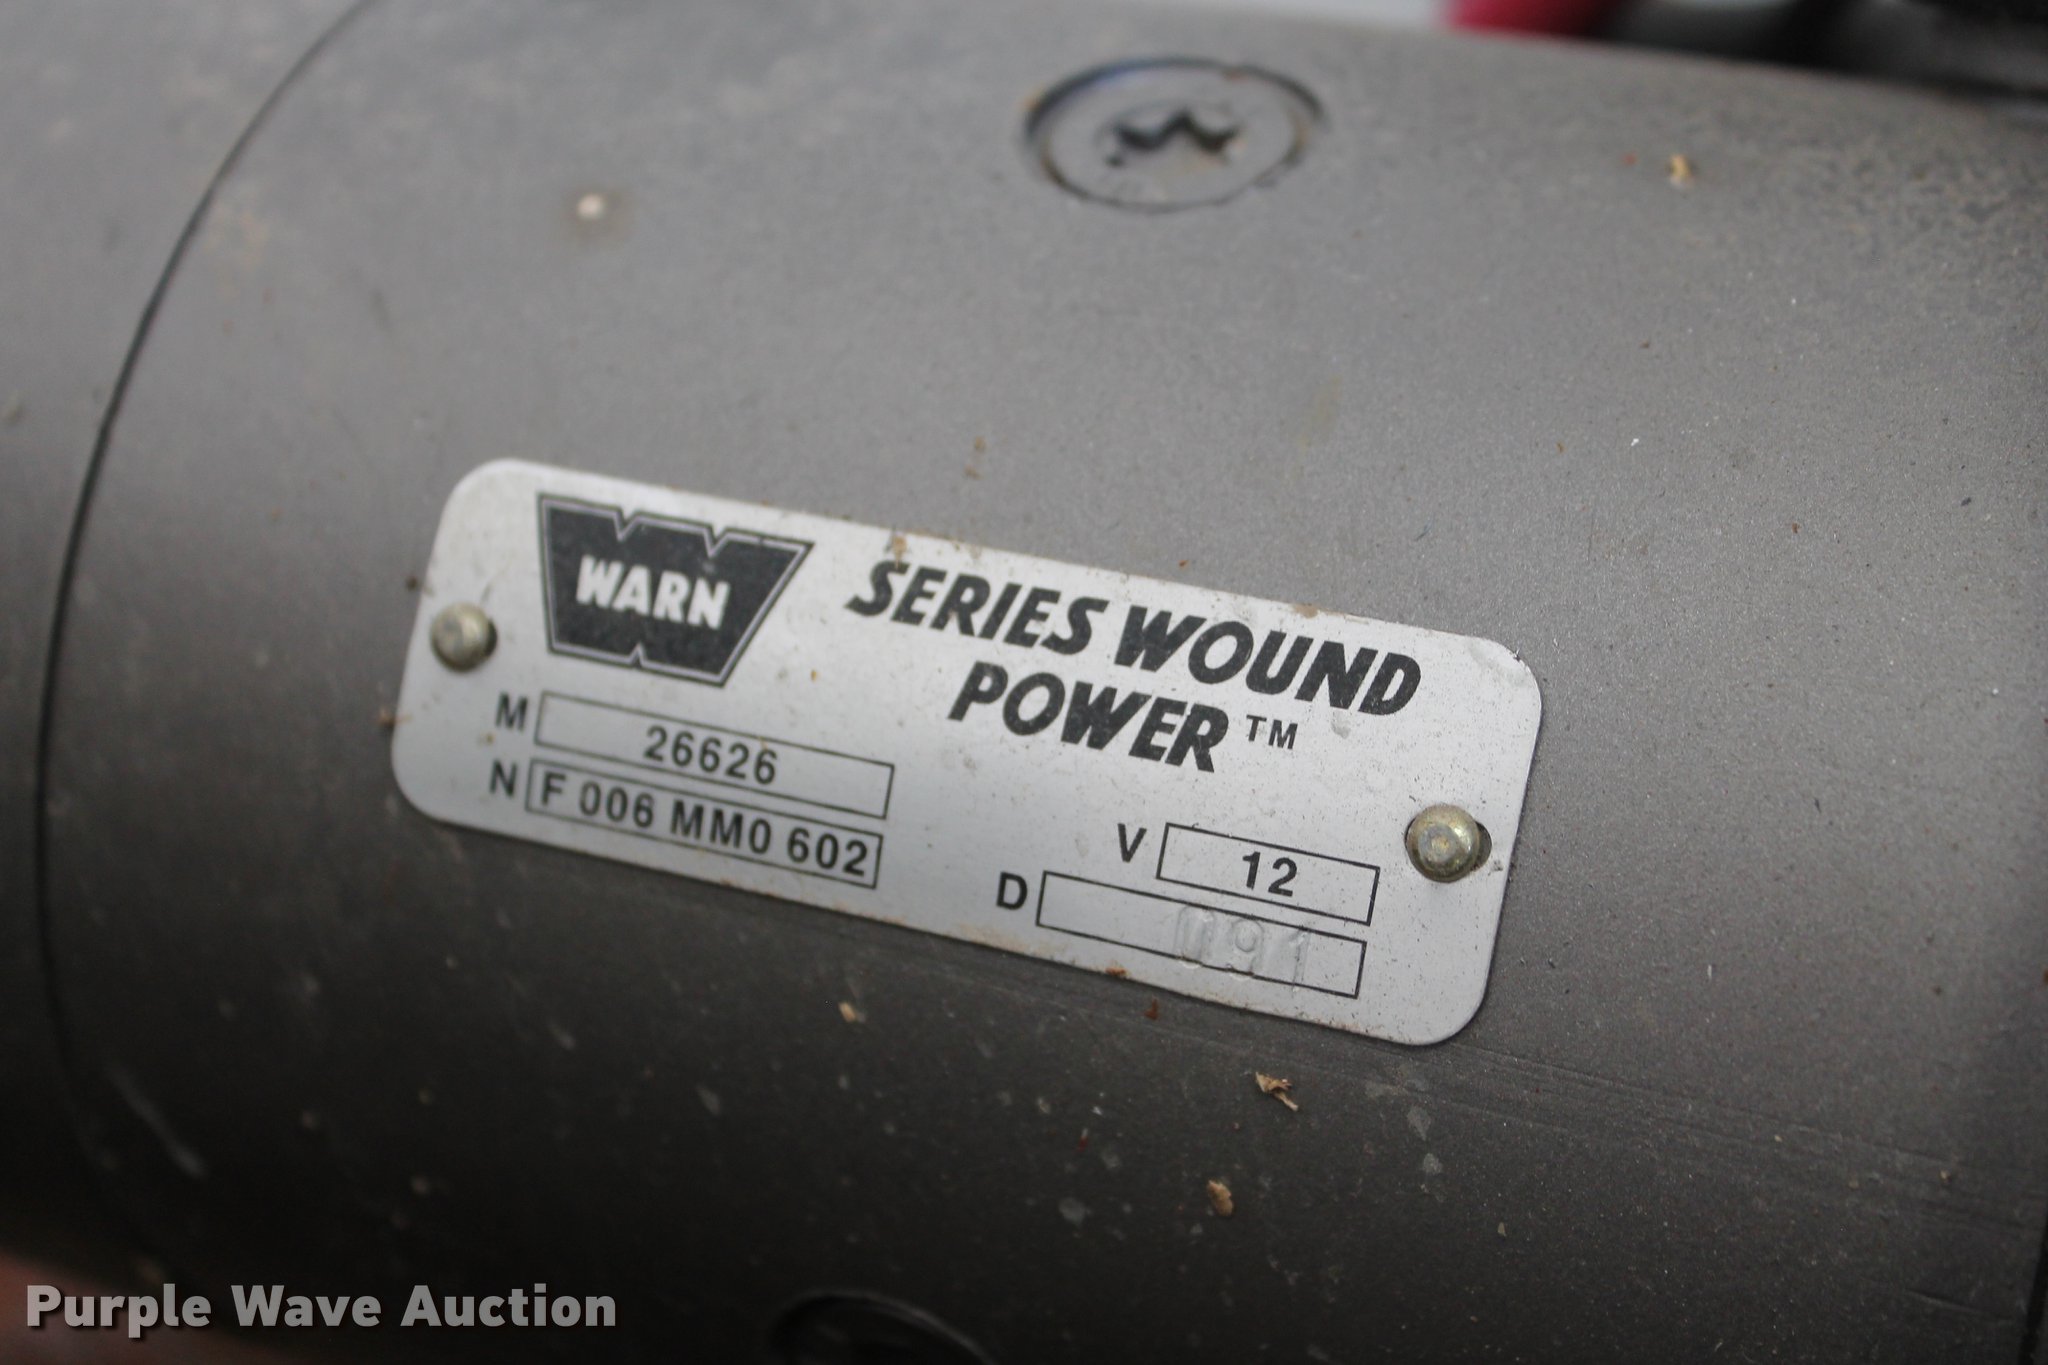 WARN
SERIES WOUND
POWER™
M 26626
N F 006 MM0 602
V 12
D 091
Purple Wave Auction